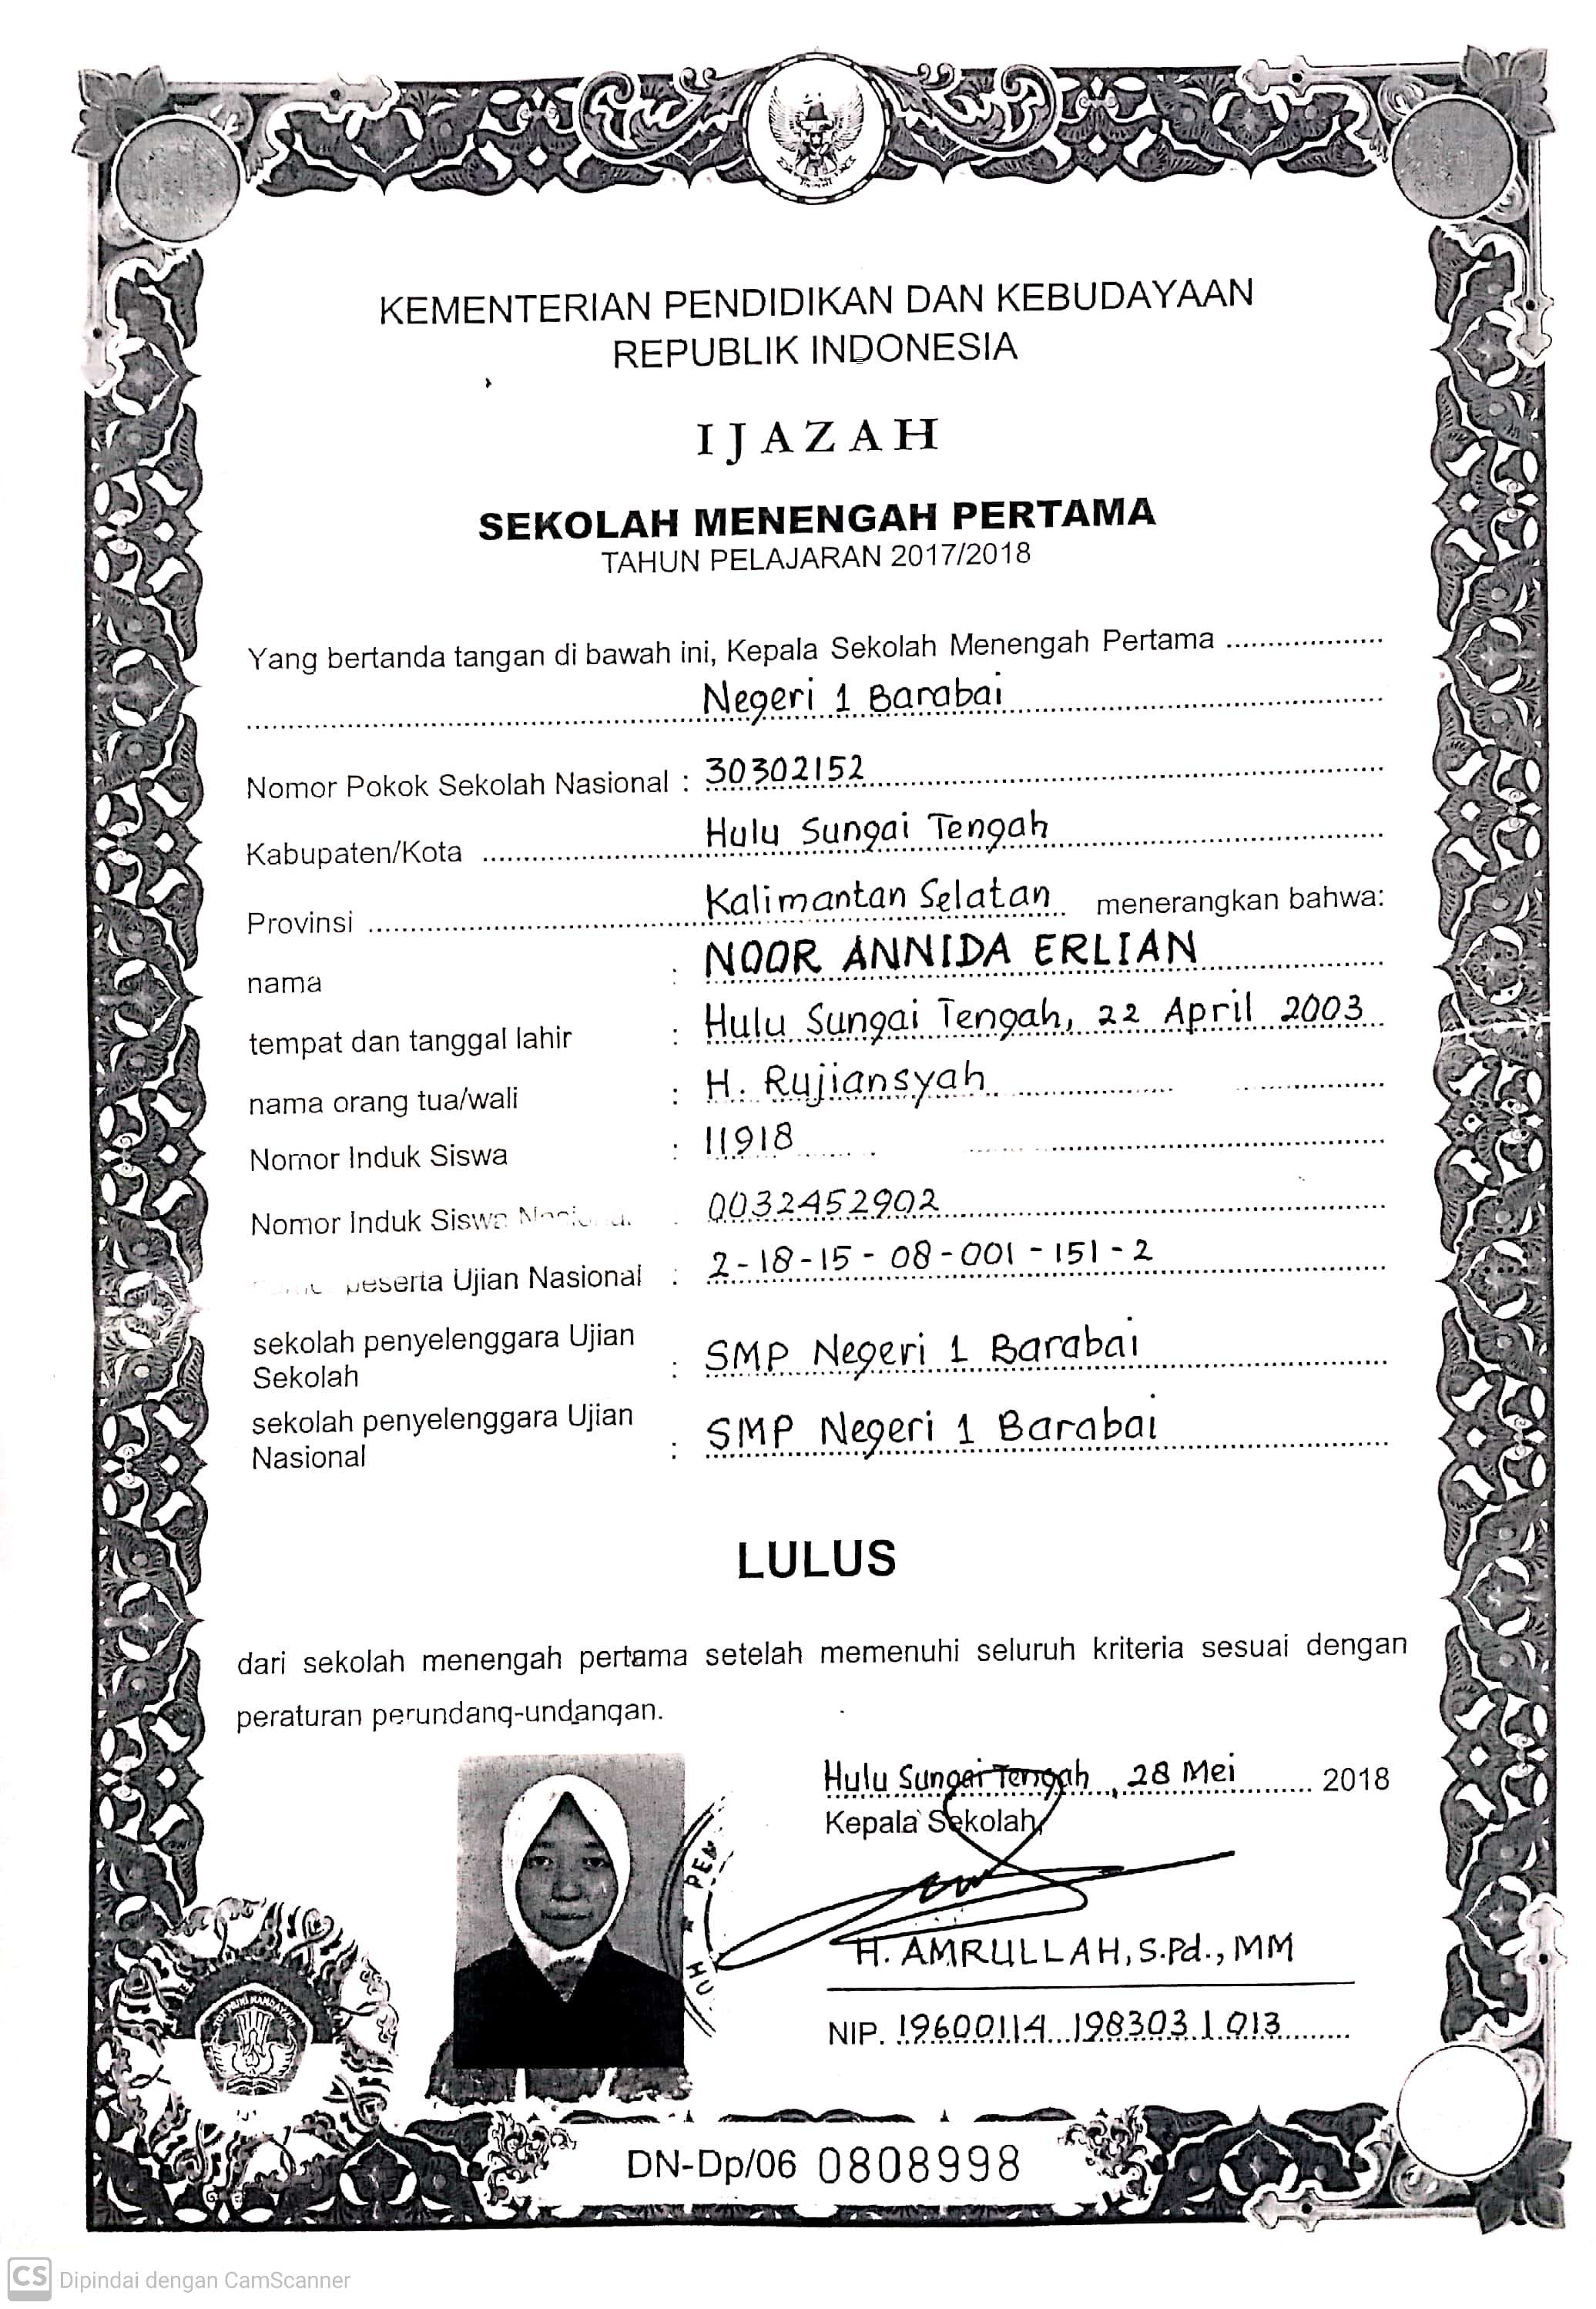 KEMENTERIAN PENDIDIKAN DAN KEBUDAYAAN
REPUBLIK INDONESIA
IJAZAH
SEKOLAH MENENGAH PERTAMA
TAHUN PELAJARAN 2017/2018
Yang bertanda tangan di bawah ini, Kepala Sekolah Menengah Pertama
Negeri 1 Barabai
Nomor Pokok Sekolah Nasional : 30302152
Kabupaten/Kota Hulu Sungai Tengah
Provinsi Kalimantan Selatan menerangkan bahwa:
nama : NOOR ANNIDA ERLIAN
tempat dan tanggal lahir : Hulu Sungai Tengah, 22 April 2003
nama orang tua/wali : H. Rujiansyah
Nomor Induk Siswa : 11918
Nomor Induk Siswa 0032452902
peserta Ujian Nasional : 2-18-15-08-001-151-2
sekolah penyelenggara Ujian
Sekolah : SMP Negeri 1 Barabai
sekolah penyelenggara Ujian
Nasional : SMP Negeri 1 Barabai
LULUS
dari sekolah menengah pertama setelah memenuhi seluruh kriteria sesuai dengan
peraturan perundang-undangan.
Hulu Sungai Tengah, 28 Mei 2018
Kepala Sekolah,
PEN
HU
H. AMRULLAH, S.Pd., MM
NIP. 19600114 198303 1 013
DN-Dp/06 0808998
CS Dipindai dengan CamScanner